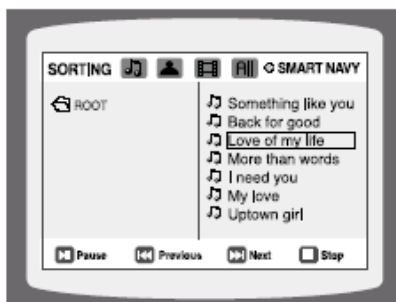 SORTING All SMART NAVY
ROOT
Something like you
Back for good
Love of my life
More than words
I need you
My love
Uptown girl
Pause Previous Next Stop